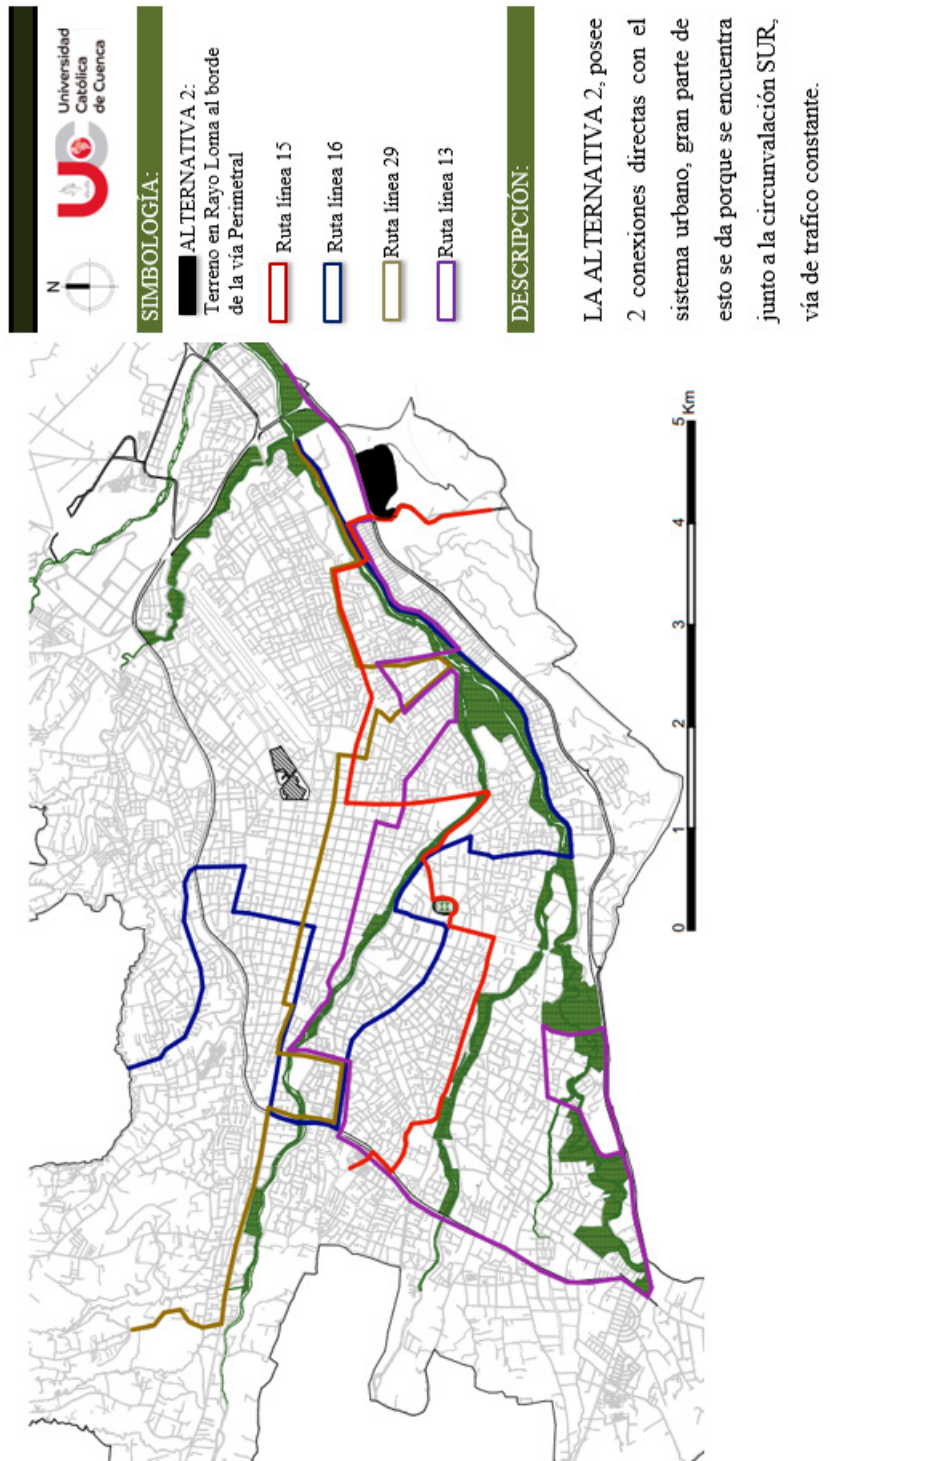 Universidad
Católica
de Cuenca
UC
N
SIMBOLOGÍA:
ALTERNATIVA 2:
Terreno en Rayo Loma al borde
de la vía Perimetral
Ruta línea 15
Ruta línea 16
Ruta línea 29
Ruta línea 13
DESCRIPCIÓN:
LA ALTERNATIVA 2, posee
2 conexiones directas con el
sistema urbano, gran parte de
esto se da porque se encuentra
junto a la circunvalación SUR,
vía de trafico constante.
0 1 2 3 4 5
Km